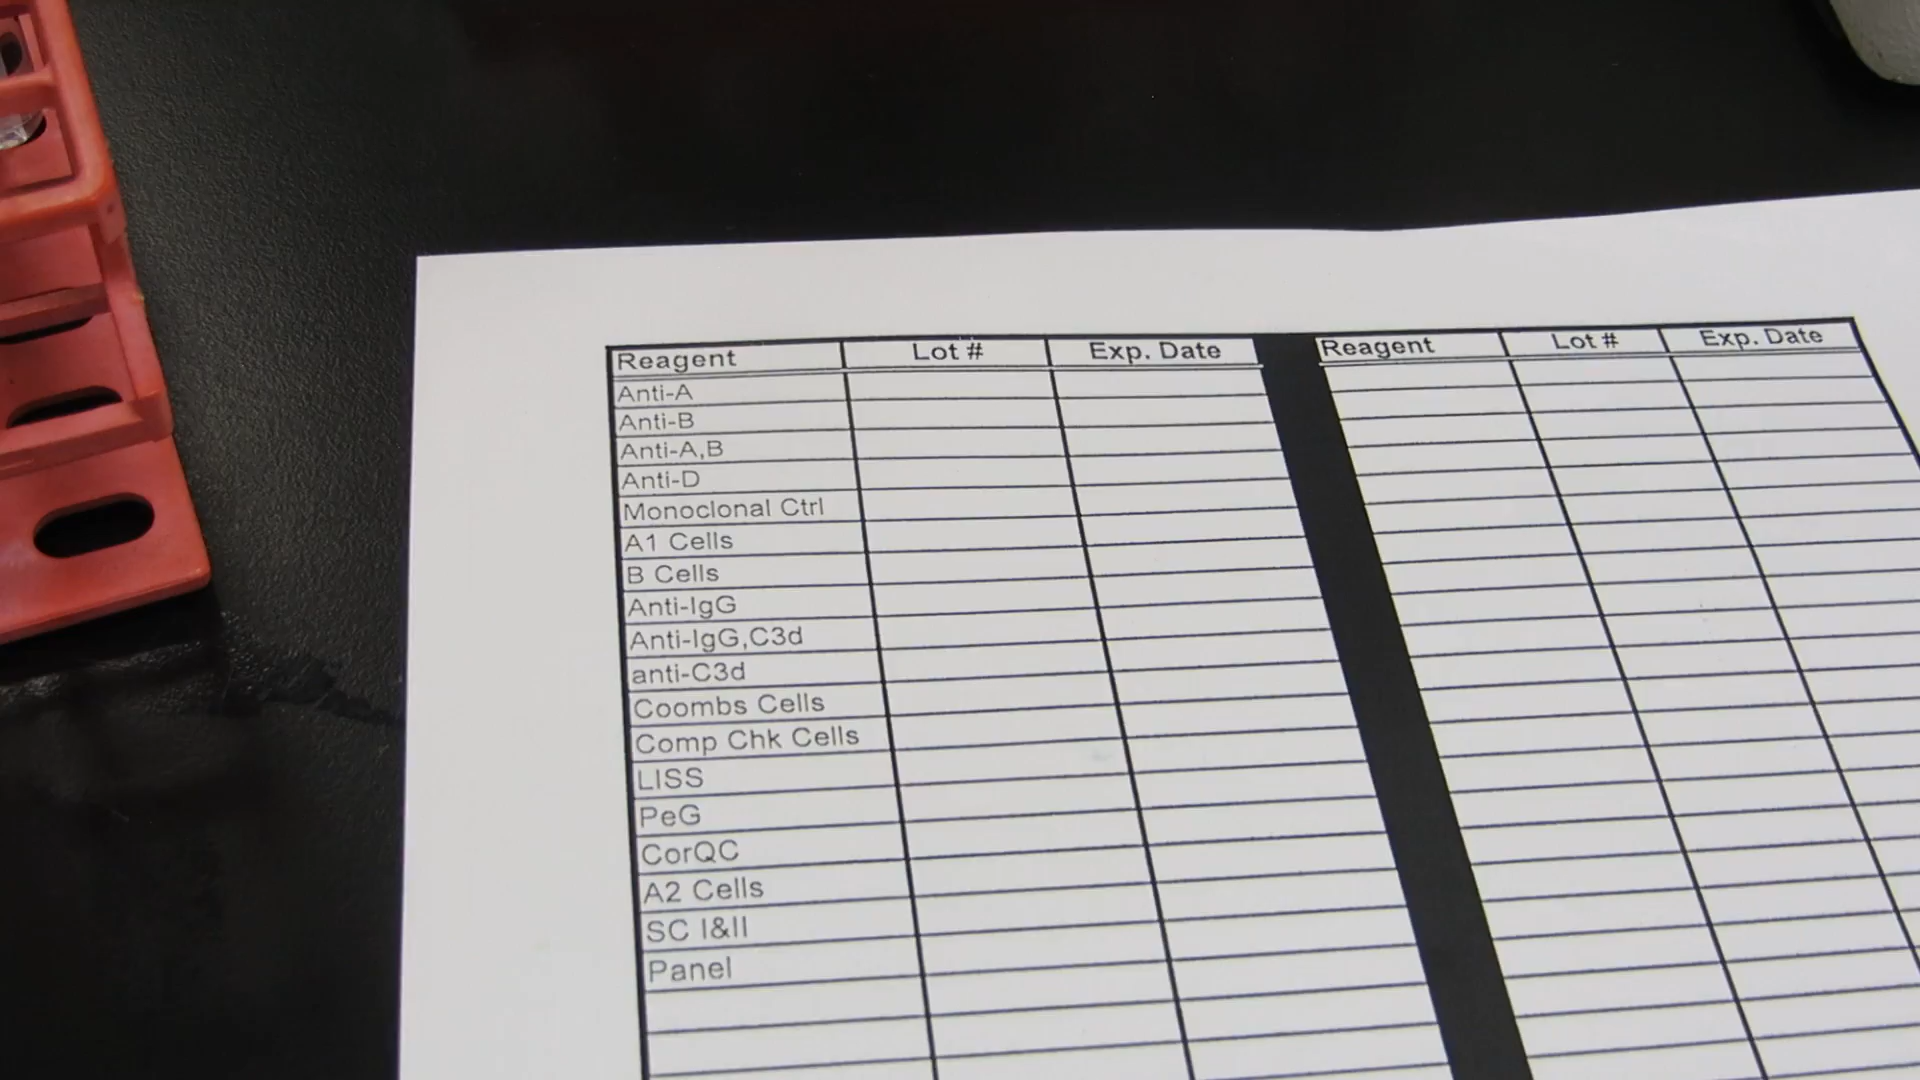 Reagent Lot # Exp. Date Reagent Lot # Exp. Date
Anti-A
Anti-B
Anti-A,B
Anti-D
Monoclonal Ctrl
A1 Cells
B Cells
Anti-IgG
Anti-IgG,C3d
anti-C3d
Coombs Cells
Comp Chk Cells
LISS
PeG
CorQC
A2 Cells
SC I&II
Panel